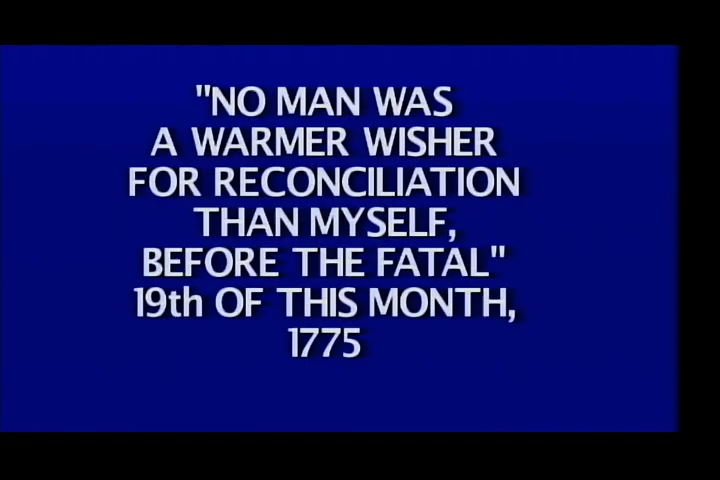 "NO MAN WAS
A WARMER WISHER
FOR RECONCILIATION
THAN MYSELF,
BEFORE THE FATAL"
19th OF THIS MONTH,
1775